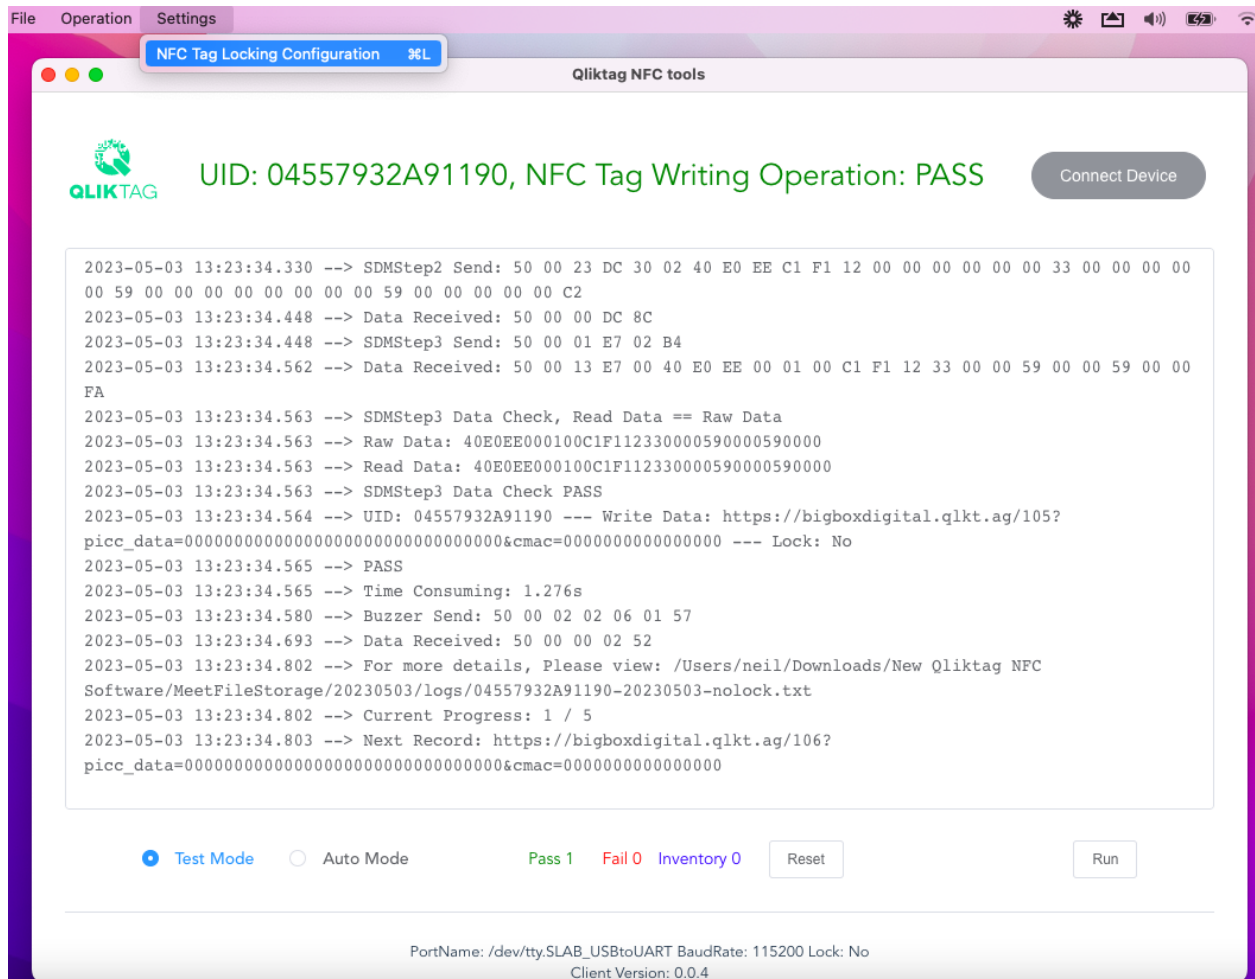 File Operation Settings
NFC Tag Locking Configuration ⌘L
Qliktag NFC tools
QLIKTAG
UID: 04557932A91190, NFC Tag Writing Operation: PASS
Connect Device
2023-05-03 13:23:34.330 --> SDMStep2 Send: 50 00 23 DC 30 02 40 E0 EE C1 F1 12 00 00 00 00 00 00 33 00 00 00 00
00 59 00 00 00 00 00 00 00 00 59 00 00 00 00 00 C2
2023-05-03 13:23:34.448 --> Data Received: 50 00 00 DC 8C
2023-05-03 13:23:34.448 --> SDMStep3 Send: 50 00 01 E7 02 B4
2023-05-03 13:23:34.562 --> Data Received: 50 00 13 E7 00 40 E0 EE 00 01 00 C1 F1 12 33 00 00 59 00 00 59 00 00
FA
2023-05-03 13:23:34.563 --> SDMStep3 Data Check, Read Data == Raw Data
2023-05-03 13:23:34.563 --> Raw Data: 40E0EE000100C1F1123300005900005​90000
2023-05-03 13:23:34.563 --> Read Data: 40E0EE000100C1F1123300005900005​90000
2023-05-03 13:23:34.563 --> SDMStep3 Data Check PASS
2023-05-03 13:23:34.564 --> UID: 04557932A91190 --- Write Data: https://bigboxdigital.qlkt.ag/105?
picc_data=00000000000000000000000000000000&cmac=0000000000000000 --- Lock: No
2023-05-03 13:23:34.565 --> PASS
2023-05-03 13:23:34.565 --> Time Consuming: 1.276s
2023-05-03 13:23:34.580 --> Buzzer Send: 50 00 02 02 06 01 57
2023-05-03 13:23:34.693 --> Data Received: 50 00 00 02 52
2023-05-03 13:23:34.802 --> For more details, Please view: /Users/neil/Downloads/New Qliktag NFC
Software/MeetFileStorage/20230503/logs/04557932A91190-20230503-nolock.txt
2023-05-03 13:23:34.802 --> Current Progress: 1 / 5
2023-05-03 13:23:34.803 --> Next Record: https://bigboxdigital.qlkt.ag/106?
picc_data=00000000000000000000000000000000&cmac=0000000000000000
Test Mode Auto Mode Pass 1 Fail 0 Inventory 0 Reset Run
PortName: /dev/tty.SLAB_USBtoUART BaudRate: 115200 Lock: No
Client Version: 0.0.4